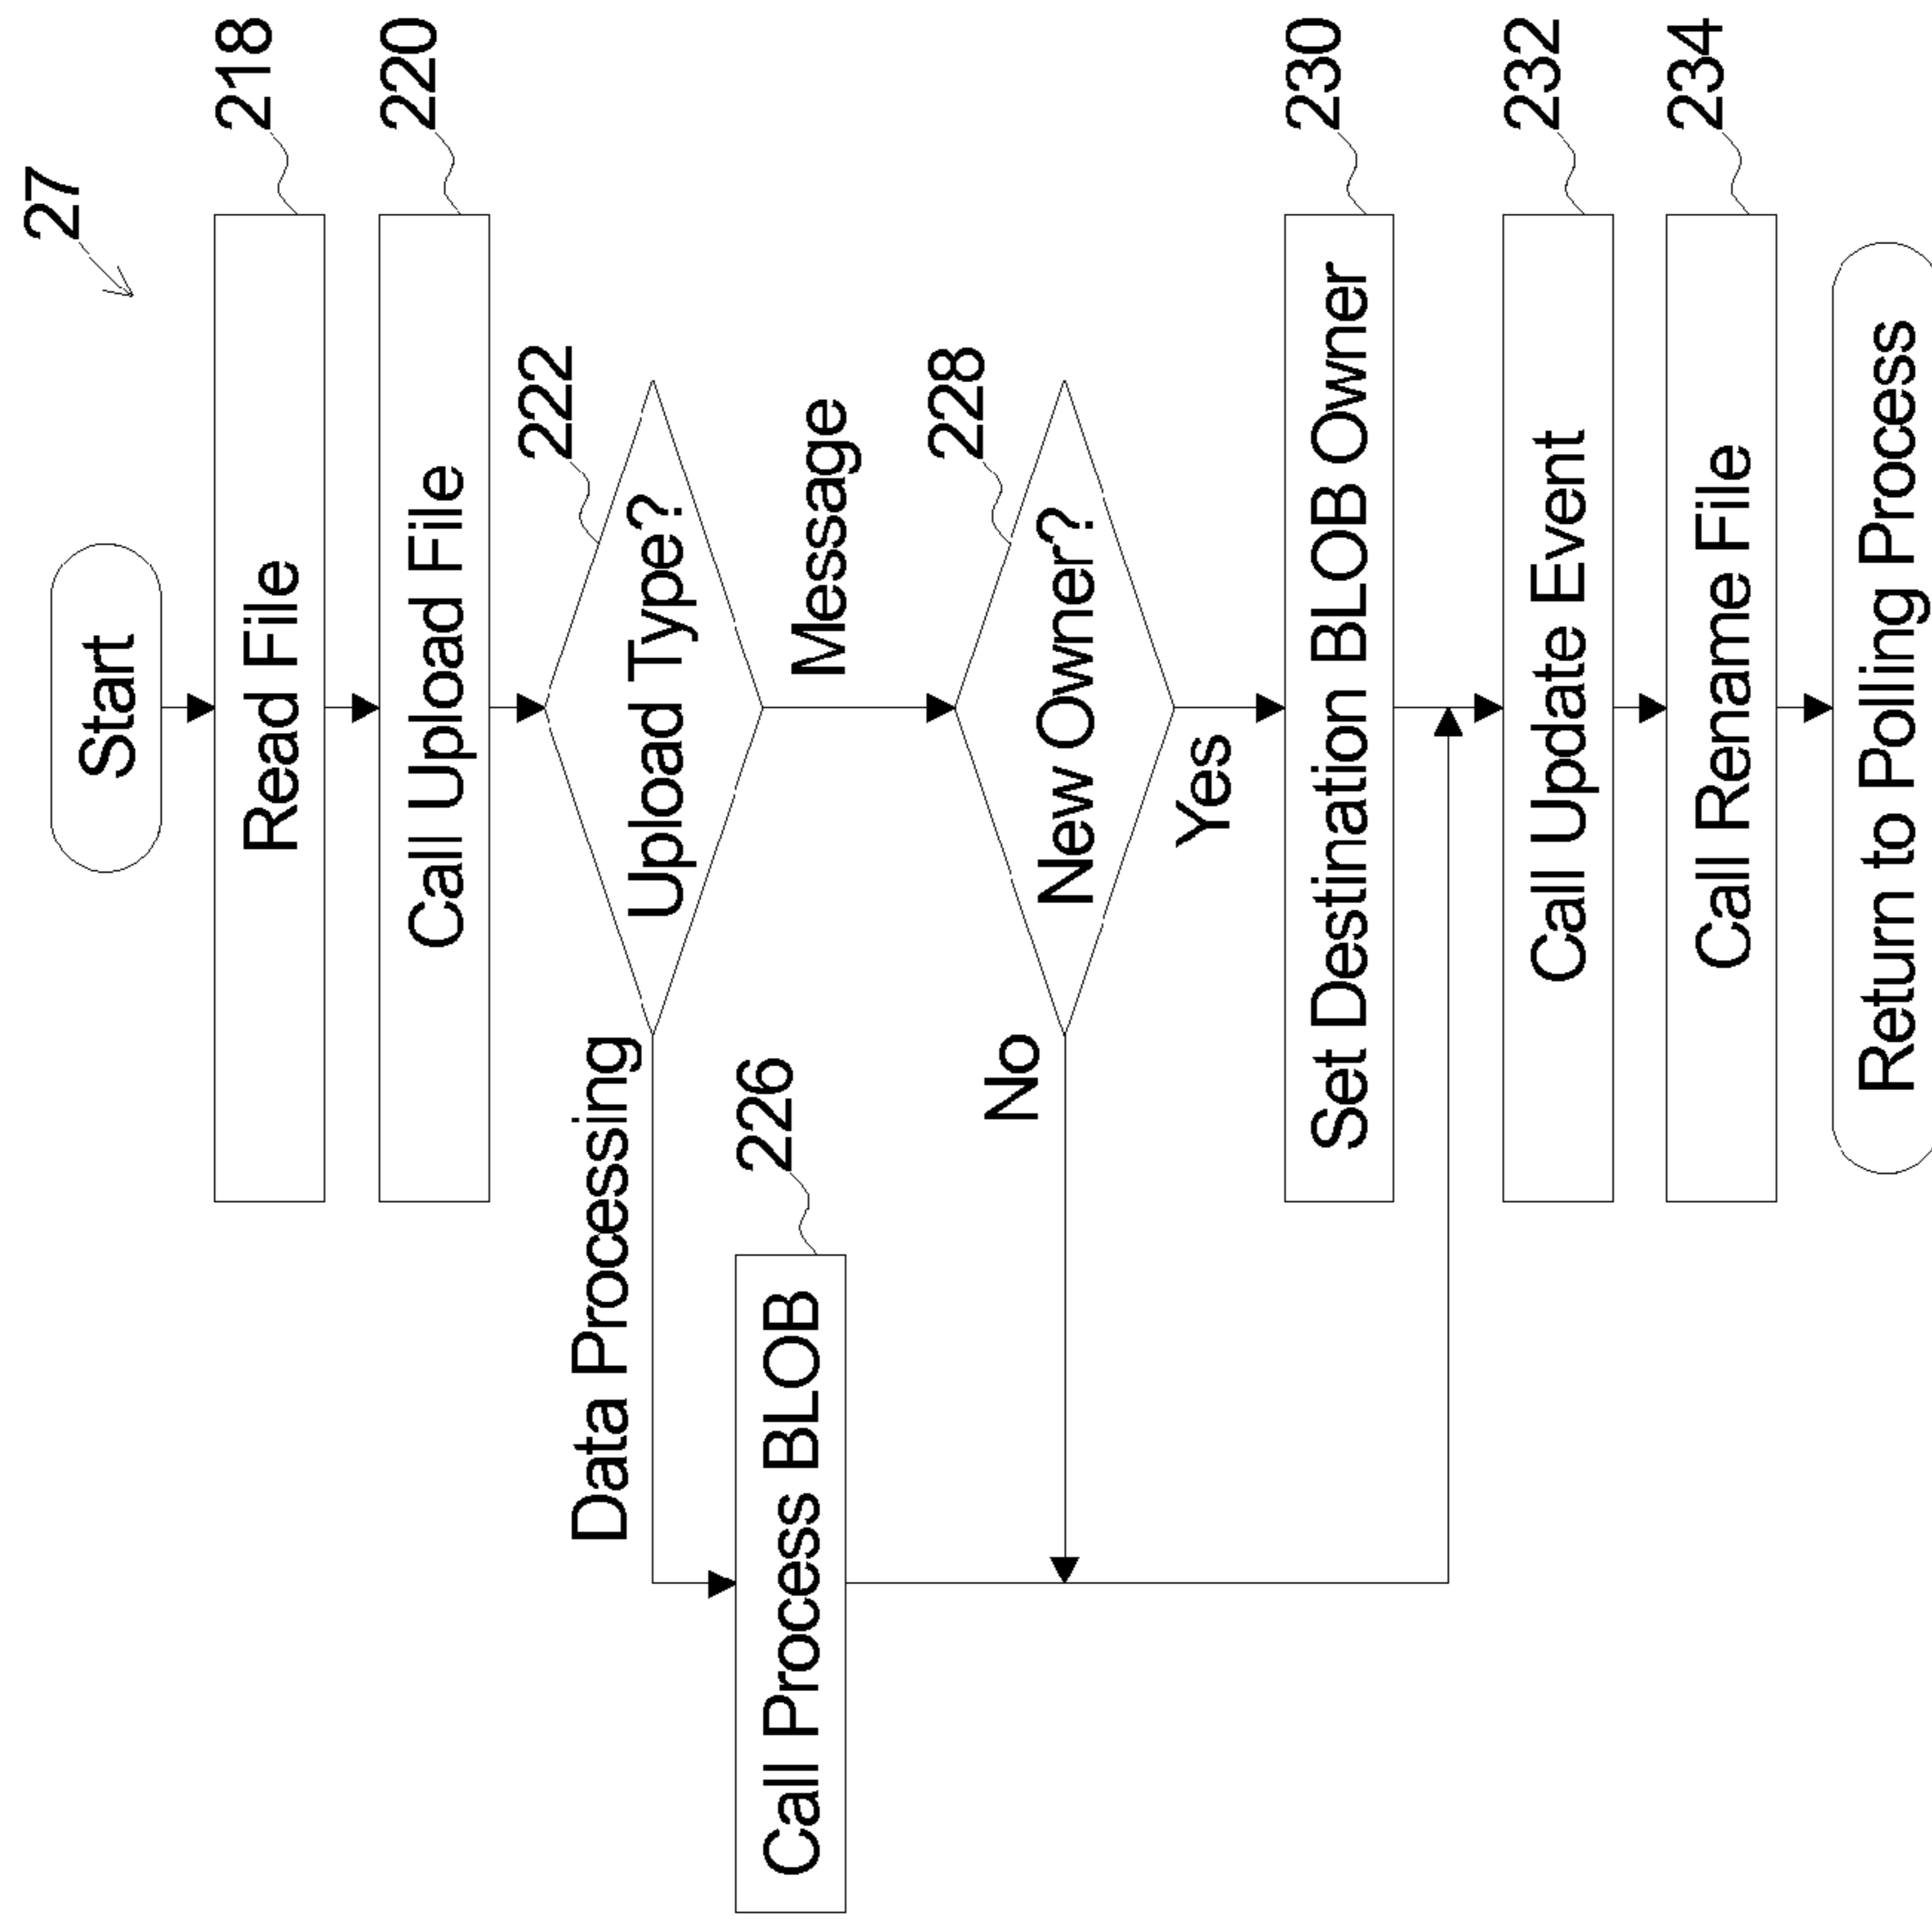 27
Start
Read File
218
Call Upload File
220
222
Upload Type?
Data Processing
Message
Call Process BLOB
226
228
New Owner?
No
Yes
Set Destination BLOB Owner
230
Call Update Event
232
Call Rename File
234
Return to Polling Process